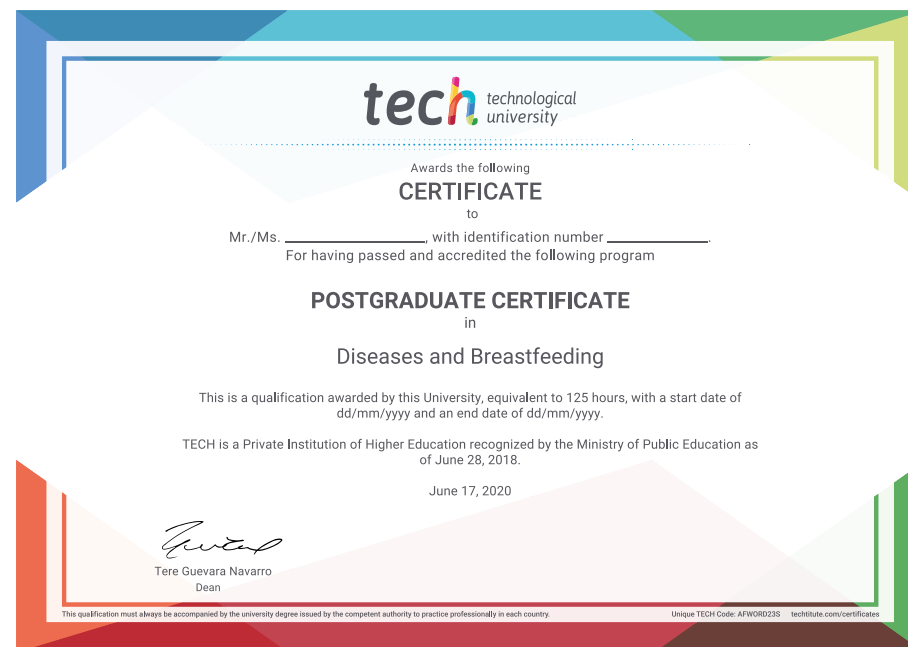 tech technological
university
Awards the following
CERTIFICATE
to
Mr./Ms. ____________, with identification number ____________.
For having passed and accredited the following program
POSTGRADUATE CERTIFICATE
in
Diseases and Breastfeeding
This is a qualification awarded by this University, equivalent to 125 hours, with a start date of
dd/mm/yyyy and an end date of dd/mm/yyyy.
TECH is a Private Institution of Higher Education recognized by the Ministry of Public Education as
of June 28, 2018.
June 17, 2020
Tere Guevara Navarro
Dean
This qualification must always be accompanied by the university degree issued by the competent authority to practice professionally in each country.
Unique TECH Code: AFWORD23S techtitute.com/certificates